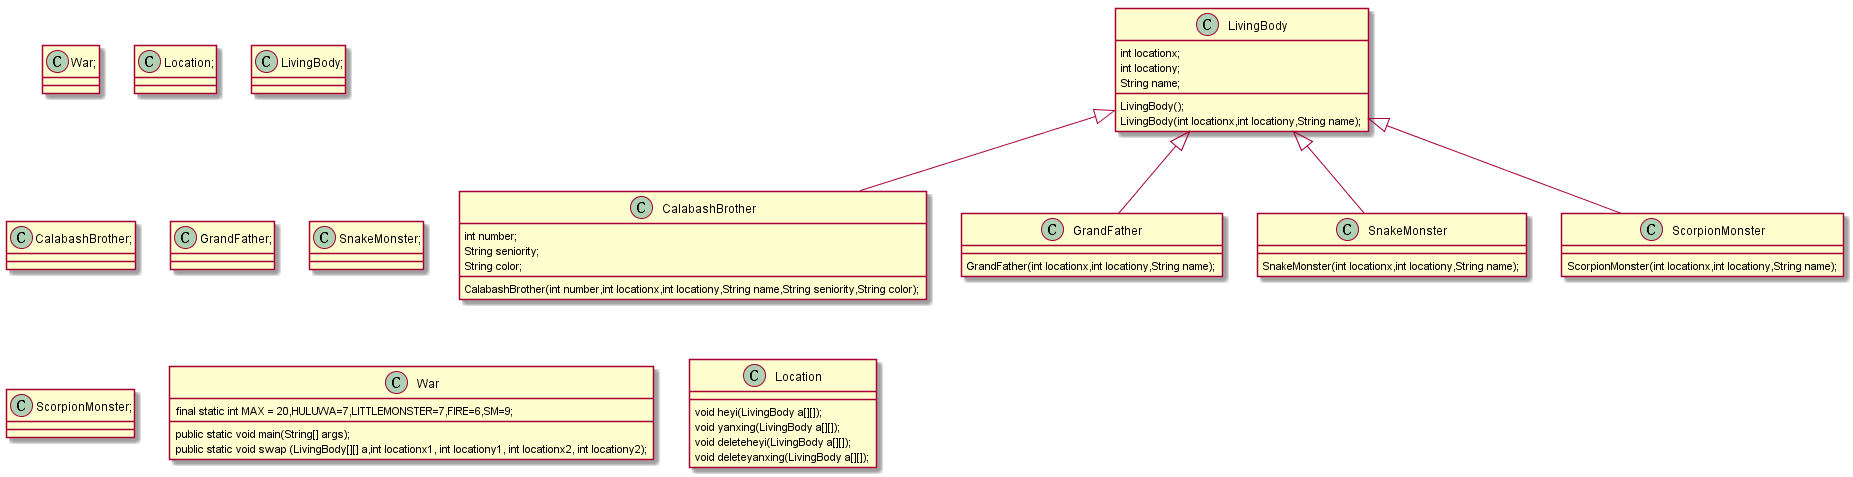 C War;
C Location;
C LivingBody;
C LivingBody
int locationx;
int locationy;
String name;
LivingBody();
LivingBody(int locationx,int locationy,String name);
C CalabashBrother;
C GrandFather;
C SnakeMonster;
C CalabashBrother
int number;
String seniority;
String color;
CalabashBrother(int number,int locationx,int locationy,String name,String seniority,String color);
C GrandFather
GrandFather(int locationx,int locationy,String name);
C SnakeMonster
SnakeMonster(int locationx,int locationy,String name);
C ScorpionMonster
ScorpionMonster(int locationx,int locationy,String name);
C ScorpionMonster;
C War
final static int MAX = 20,HULUWA=7,LITTLEMONSTER=7,FIRE=6,SM=9;
public static void main(String[] args);
public static void swap (LivingBody[][] a,int locationx1, int locationy1, int locationx2, int locationy2);
C Location
void heyi(LivingBody a[][]);
void yanxing(LivingBody a[][]);
void deleteheyi(LivingBody a[][]);
void deleteyanxing(LivingBody a[][]);